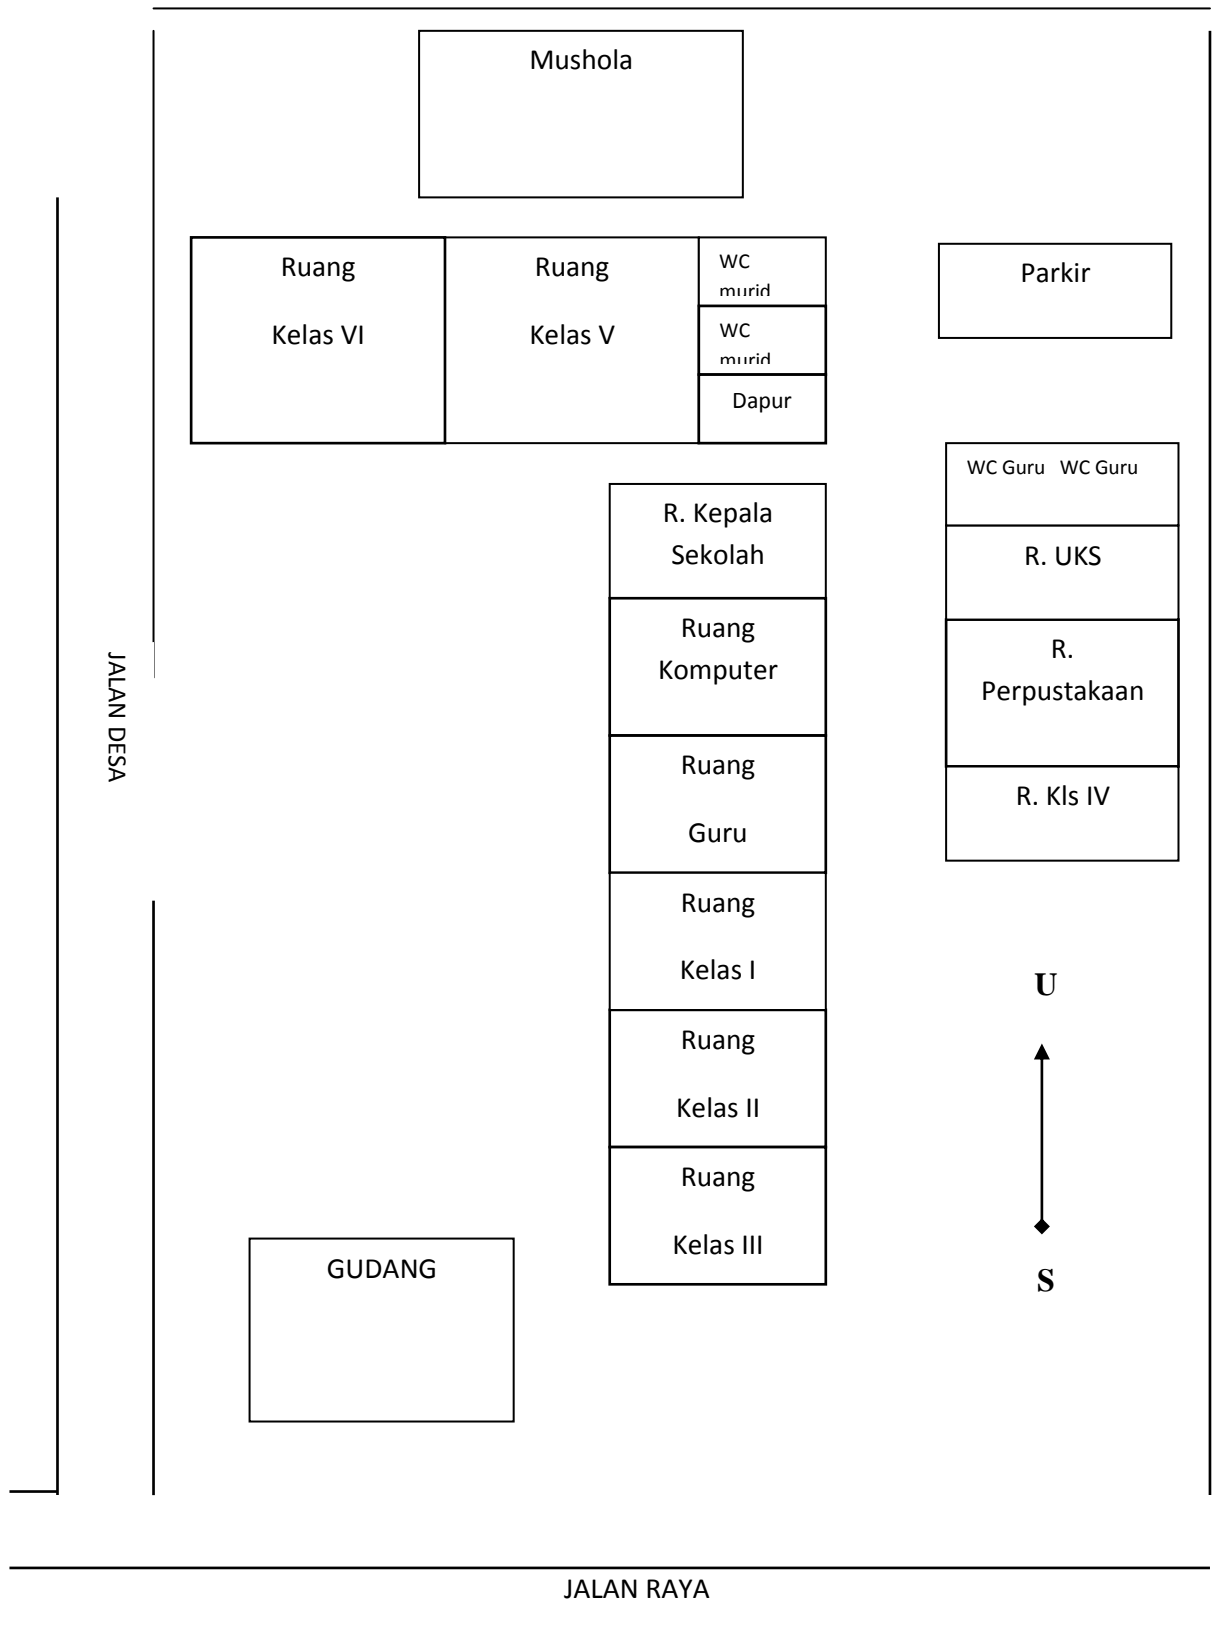 Mushola
Ruang
Kelas VI
Ruang
Kelas V
WC
murid
WC
murid
Dapur
Parkir
WC Guru WC Guru
R. UKS
R.
Perpustakaan
R. Kls IV
R. Kepala
Sekolah
Ruang
Komputer
Ruang
Guru
Ruang
Kelas I
Ruang
Kelas II
Ruang
Kelas III
JALAN DESA
U
S
GUDANG
JALAN RAYA